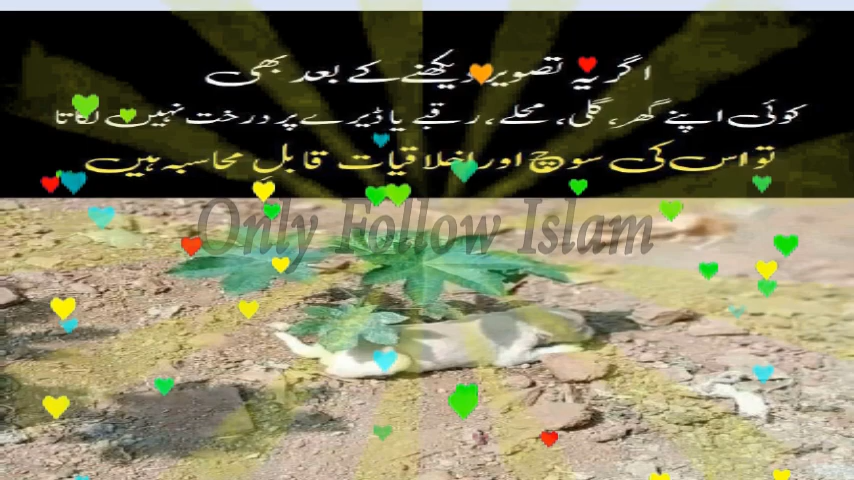 اگر یہ تصویر دیکھنے کے بعد بھی
کوئی اپنے گھر، گلی، محلے، رقبے یا ڈیرے پر درخت نہیں لگاتا
تو اس کی سوچ اور اخلاقیات قابلِ محاسبہ ہیں
Only Follow Islam